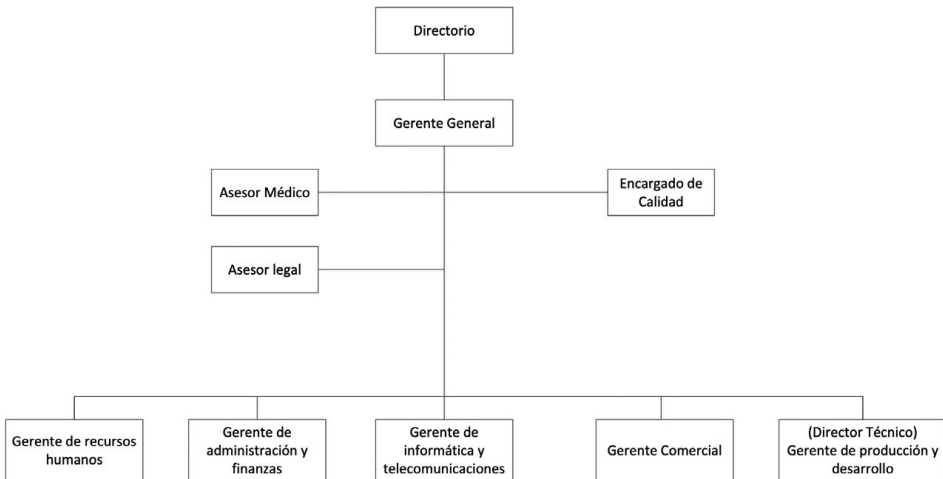 Directorio
Gerente General
Asesor Médico
Encargado de
Calidad
Asesor legal
Gerente de recursos
humanos
Gerente de
administración y
finanzas
Gerente de
informática y
telecomunicaciones
Gerente Comercial
(Director Técnico)
Gerente de producción y
desarrollo